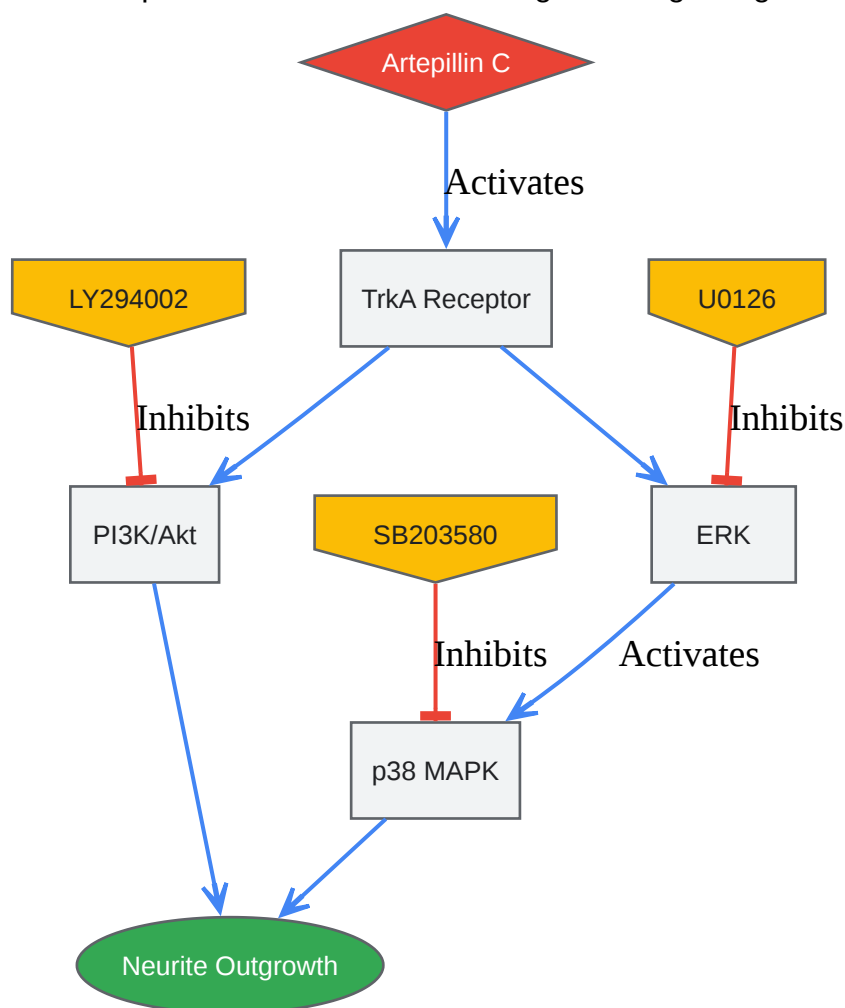 Artepillin C
Activates
LY294002
TrkA Receptor
U0126
Inhibits
Inhibits
PI3K/Akt
SB203580
ERK
Inhibits
Activates
p38 MAPK
Neurite Outgrowth